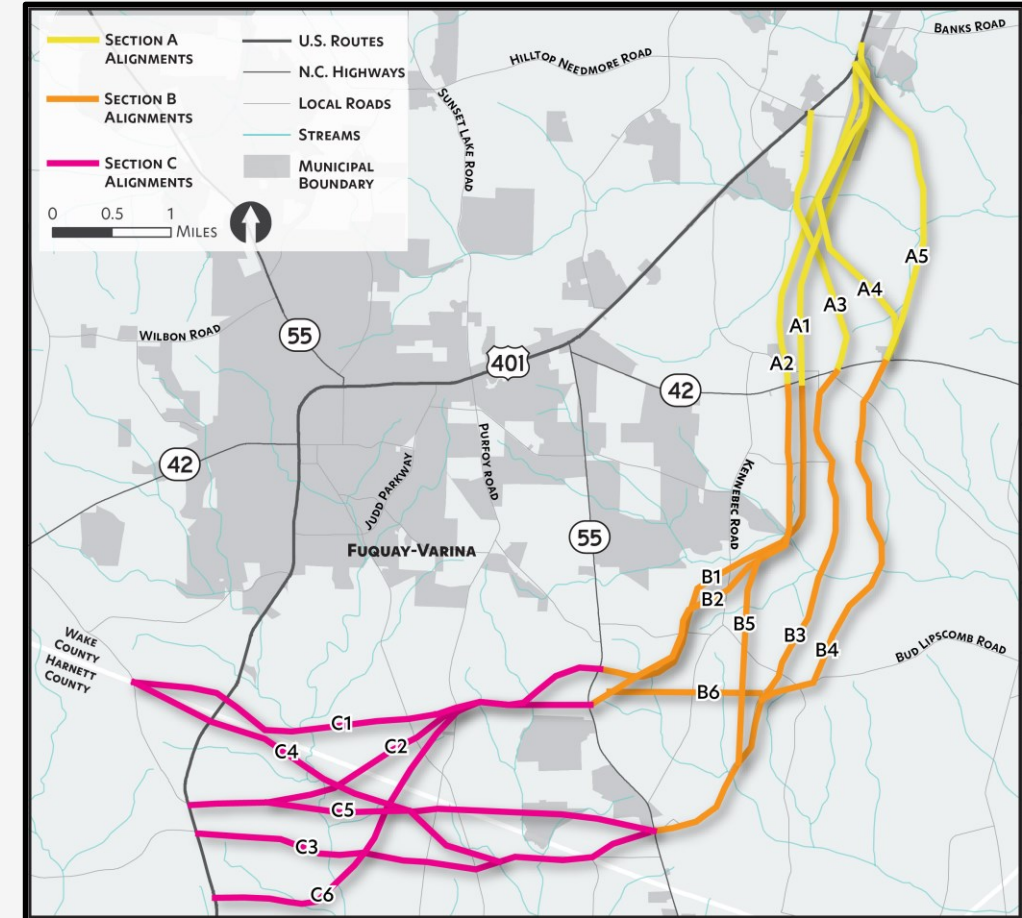 SECTION A
ALIGNMENTS
SECTION B
ALIGNMENTS
SECTION C
ALIGNMENTS
U.S. ROUTES
N.C. HIGHWAYS
LOCAL ROADS
STREAMS
MUNICIPAL
BOUNDARY
0 0.5 1
MILES
BANKS ROAD
HILLTOP NEEDMORE ROAD
SUNSET LAKE ROAD
A5
A4
A3
A1
WILBON ROAD
55
401
A2
42
42
JUDD PARKWAY
PURFOY ROAD
KENNEBEC ROAD
55
FUQUAY-VARINA
B1
B2
B5
B3
B4
BUD LIPSCOMB ROAD
WAKE
COUNTY
HARNETT
COUNTY
B6
C1
C2
C4
C5
C3
C6